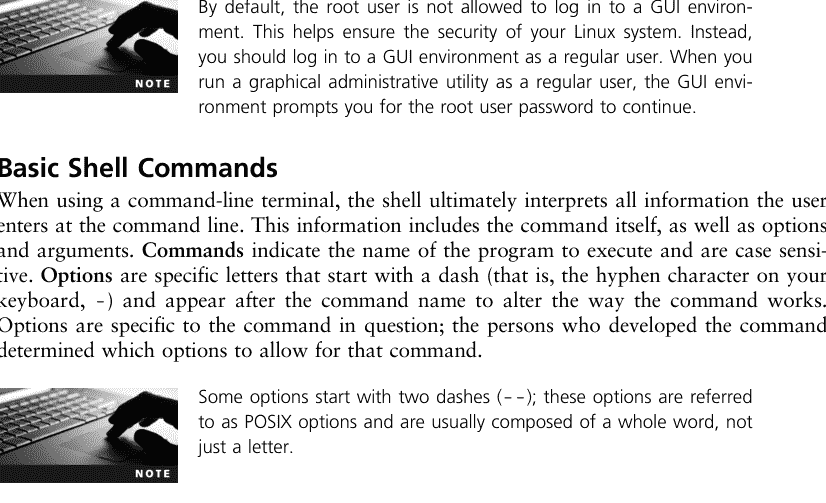 By default, the root user is not allowed to log in to a GUI environ-
ment. This helps ensure the security of your Linux system. Instead,
you should log in to a GUI environment as a regular user. When you
run a graphical administrative utility as a regular user, the GUI envi-
ronment prompts you for the root user password to continue.
NOTE
Basic Shell Commands
When using a command-line terminal, the shell ultimately interprets all information the user
enters at the command line. This information includes the command itself, as well as options
and arguments. Commands indicate the name of the program to execute and are case sensi-
tive. Options are specific letters that start with a dash (that is, the hyphen character on your
keyboard, -) and appear after the command name to alter the way the command works.
Options are specific to the command in question; the persons who developed the command
determined which options to allow for that command.
Some options start with two dashes (--); these options are referred
to as POSIX options and are usually composed of a whole word, not
just a letter.
NOTE